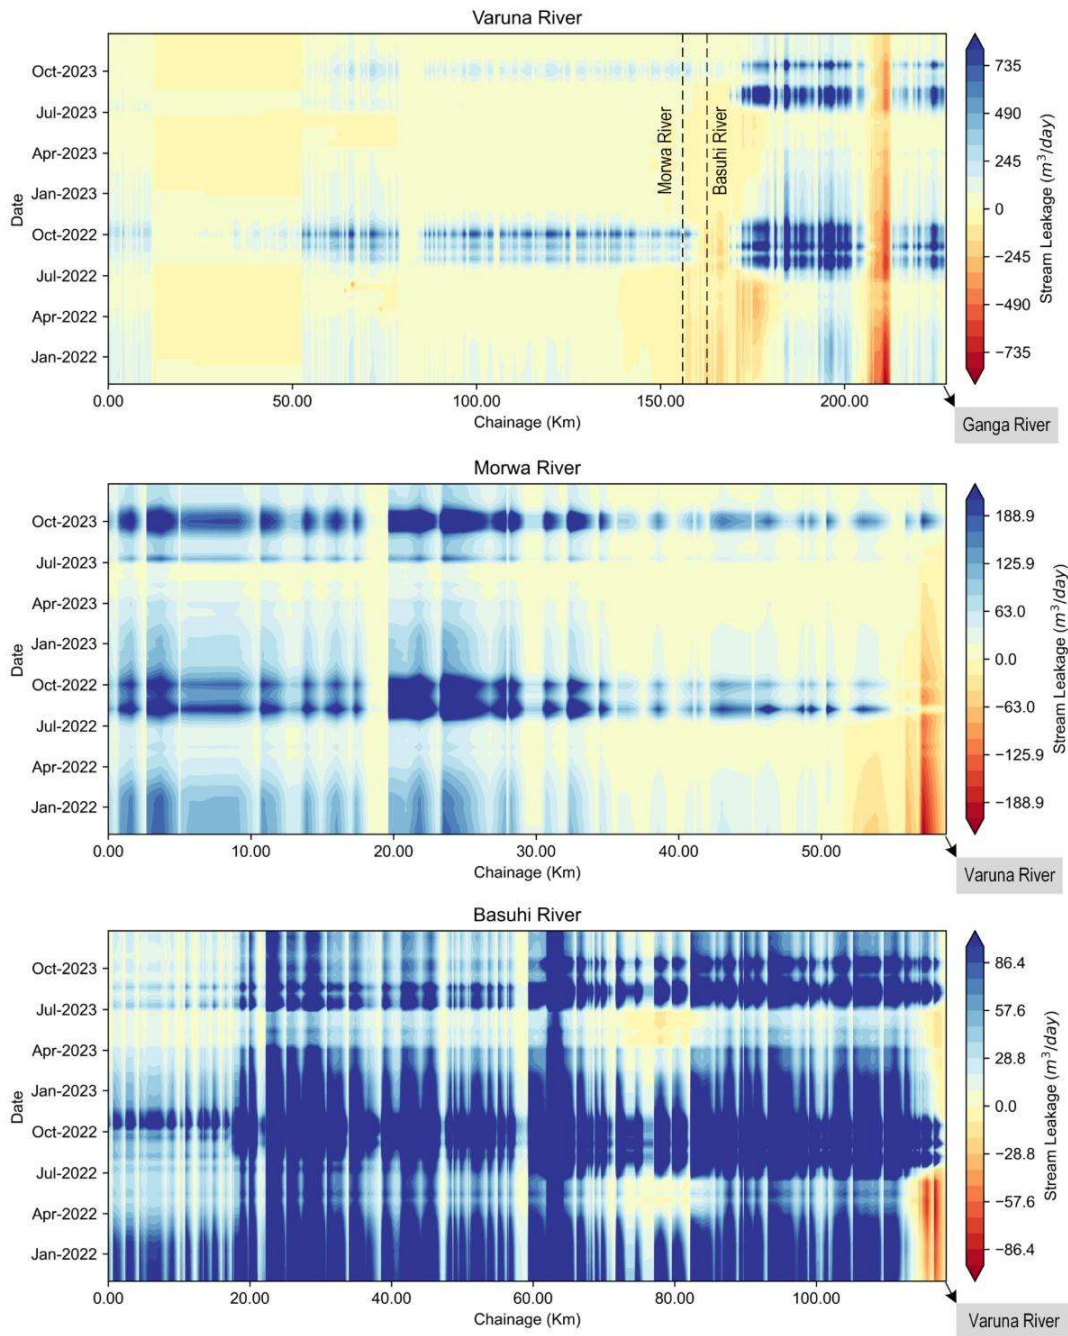 Varuna River
Oct-2023
Jul-2023
Apr-2023
Jan-2023
Oct-2022
Jul-2022
Apr-2022
Jan-2022
Date
Morwa River
Basuhi River
0.00 50.00 100.00 150.00 200.00
Chainage (Km)
735
490
245
0
−245
−490
−735
Stream Leakage (m³/day)
Ganga River
Morwa River
Oct-2023
Jul-2023
Apr-2023
Jan-2023
Oct-2022
Jul-2022
Apr-2022
Jan-2022
Date
0.00 10.00 20.00 30.00 40.00 50.00
Chainage (Km)
188.9
125.9
63.0
0.0
−63.0
−125.9
−188.9
Stream Leakage (m³/day)
Varuna River
Basuhi River
Oct-2023
Jul-2023
Apr-2023
Jan-2023
Oct-2022
Jul-2022
Apr-2022
Jan-2022
Date
0.00 20.00 40.00 60.00 80.00 100.00
Chainage (Km)
86.4
57.6
28.8
0.0
−28.8
−57.6
−86.4
Stream Leakage (m³/day)
Varuna River